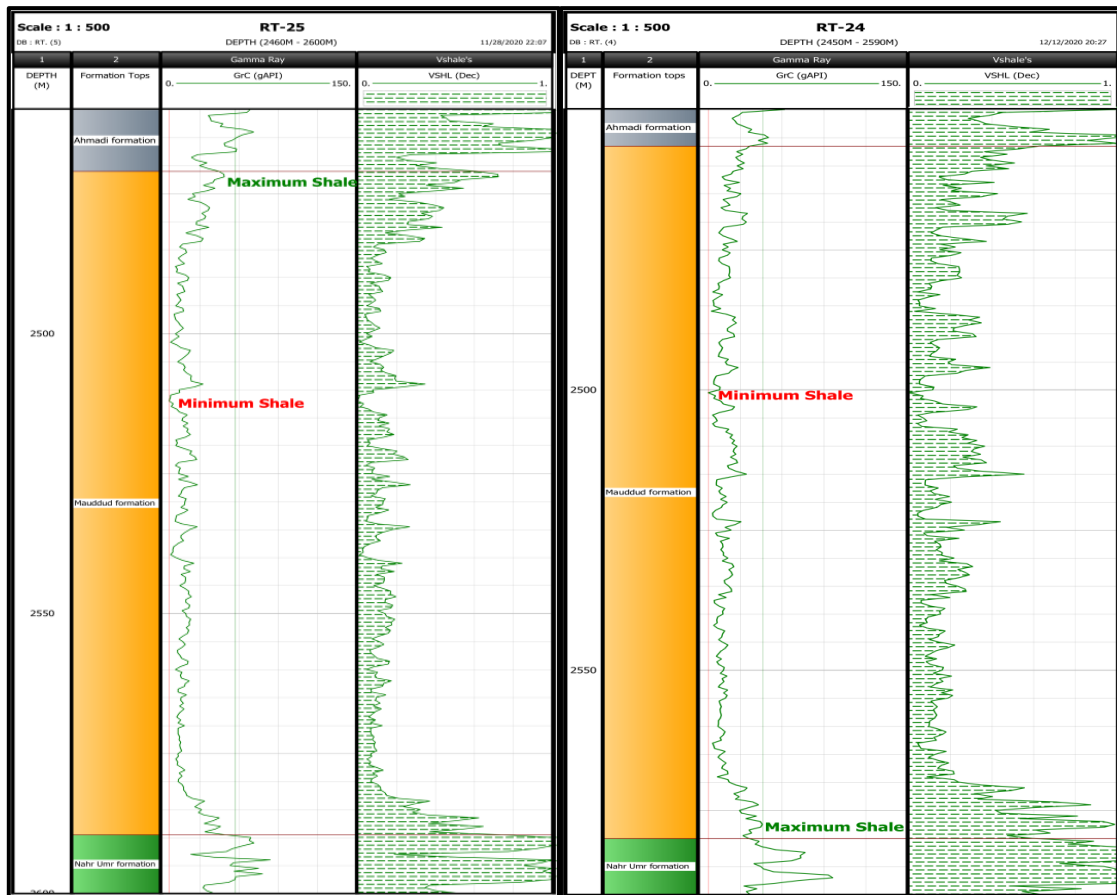 Scale : 1 : 500
RT-25
DB : RT. (5)
DEPTH (2460M - 2600M)
11/28/2020 22:07
1
2
Gamma Ray
Vshale's
DEPTH
(M)
Formation Tops
GrC (gAPI)
0.
150.
VSHL (Dec)
0.
1.
Ahmadi formation
Maximum Shale
2500
Minimum Shale
Mauddud formation
2550
Nahr Umr formation
2600
Scale : 1 : 500
RT-24
DB : RT. (4)
DEPTH (2450M - 2590M)
12/12/2020 20:27
1
2
Gamma Ray
Vshale's
DEPT
(M)
Formation tops
GrC (gAPI)
0.
150.
VSHL (Dec)
0.
1.
Ahmadi formation
2500
Minimum Shale
Mauddud formation
2550
Maximum Shale
Nahr Umr formation